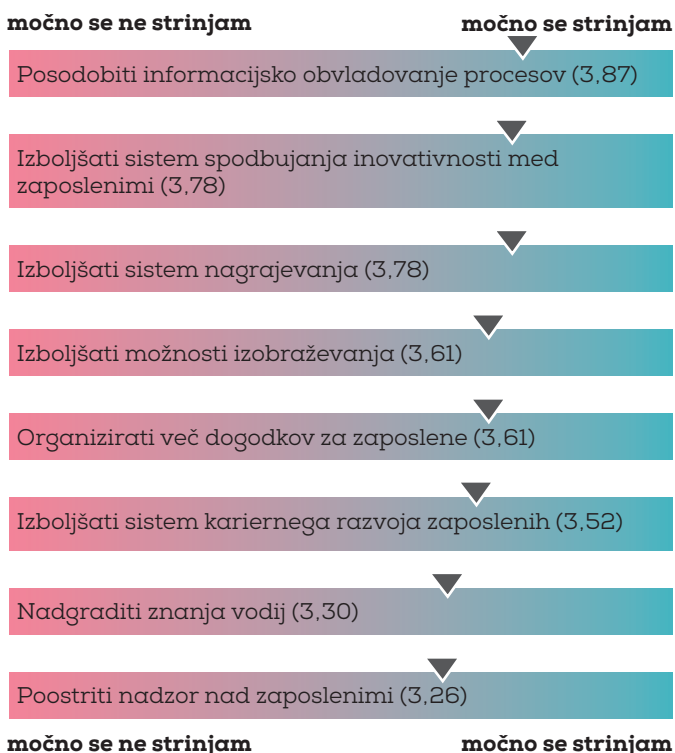 močno se ne strinjam močno se strinjam
Posodobiti informacijsko obvladovanje procesov (3,87)
Izboljšati sistem spodbujanja inovativnosti med
zaposlenimi (3,78)
Izboljšati sistem nagrajevanja (3,78)
Izboljšati možnosti izobraževanja (3,61)
Organizirati več dogodkov za zaposlene (3,61)
Izboljšati sistem kariernega razvoja zaposlenih (3,52)
Nadgraditi znanja vodij (3,30)
Poostriti nadzor nad zaposlenimi (3,26)
močno se ne strinjam močno se strinjam